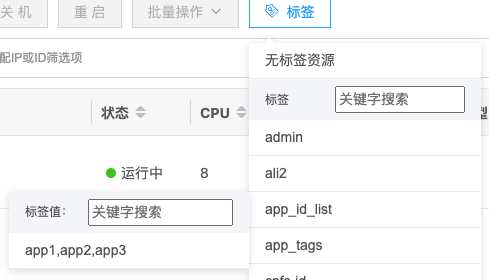 关 机
重 启
批量操作
标签
配IP或ID筛选项
无标签资源
标签
关键字搜索
状态
CPU
型
admin
运行中
8
ali2
标签值：
关键字搜索
app_id_list
app1,app2,app3
app_tags